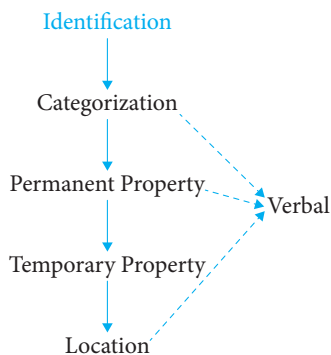 Identification
Categorization
Permanent Property
Verbal
Temporary Property
Location